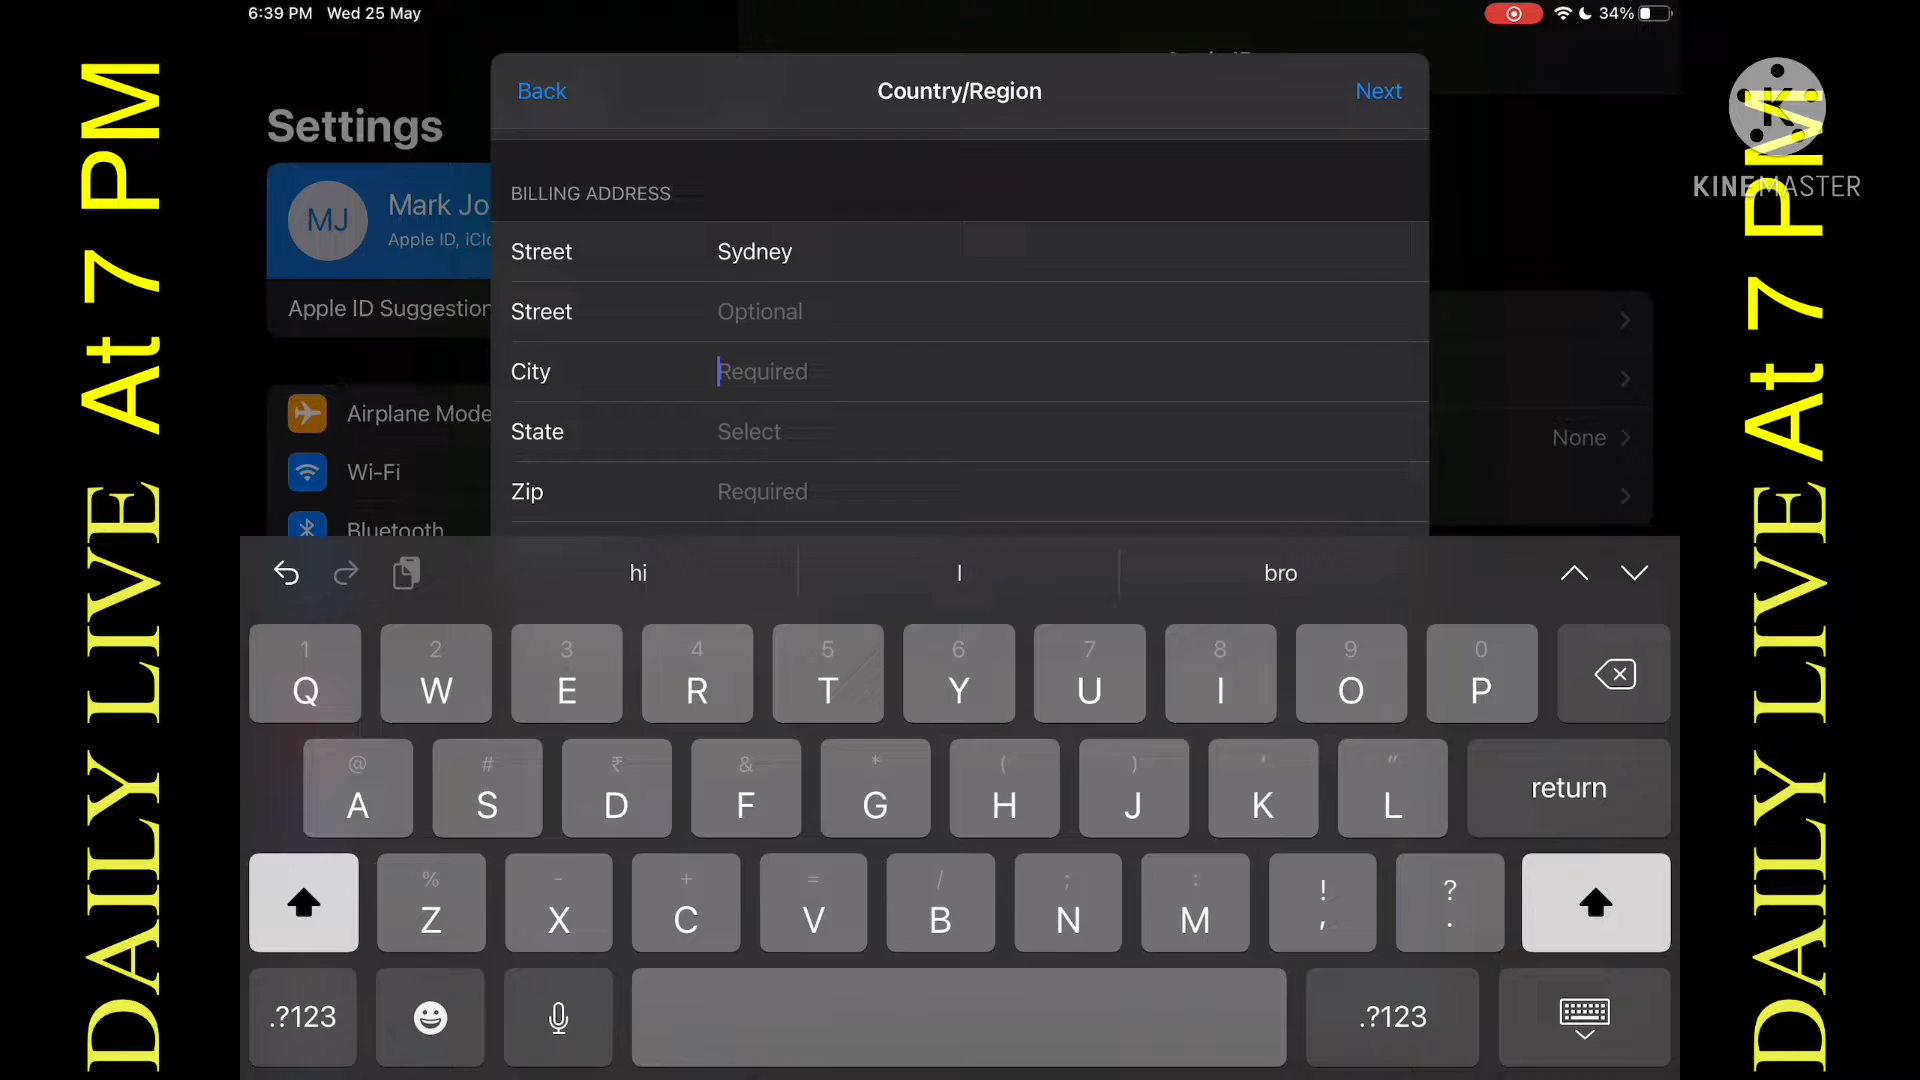 6:39 PM Wed 25 May
34%
DAILY LIVE At 7 PM
Settings
MJ
Mark Jo
Apple ID, iClo
Apple ID Suggestion
Airplane Mode
Wi-Fi
Bluetooth
Back
Country/Region
Next
BILLING ADDRESS
Street Sydney
Street Optional
City Required
State Select
Zip Required
None
K
KINEMASTER
DAILY LIVE At 7 PM
hi I bro
1 2 3 4 5 6 7 8 9 0
Q W E R T Y U I O P
@ # ₹ & * ( ) ' "
A S D F G H J K L return
% - + = / ; : ! ?
Z X C V B N M , .
.?123 .?123